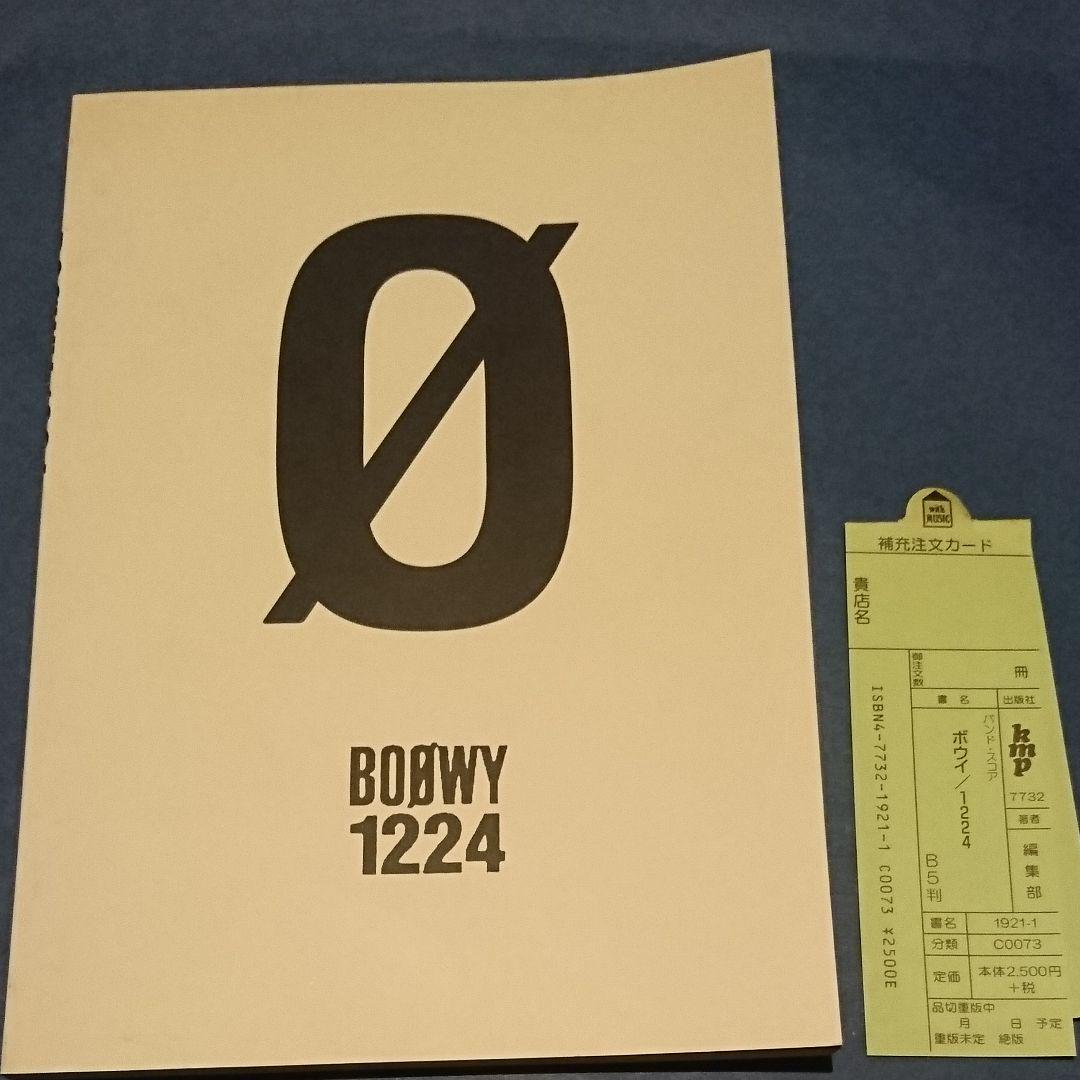 Ø
BOØWY
1224
with
MUSIC
補充注文カード
貴店名
御注文数
冊
書名
出版社
バンド・スコア
ボウイ/1224
B5判
kmp
7732
著者
編集部
ISBN4-7732-1921-1 C0073 ¥2500E
書名 1921-1
分類 C0073
定価 本体2,500円
+税
品切重版中
月 日 予定
重版未定 絶版